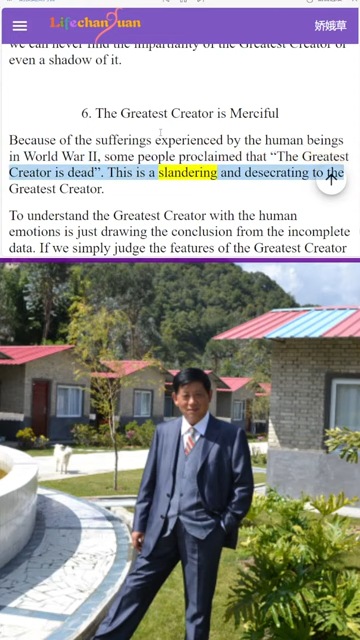 Lifechanyuan
娇娥草
we can never find the impartiality of the Greatest Creator or
even a shadow of it.
6. The Greatest Creator is Merciful
Because of the sufferings experienced by the human beings
in World War II, some people proclaimed that “The Greatest
Creator is dead”. This is a slandering and desecrating to the
Greatest Creator.
To understand the Greatest Creator with the human
emotions is just drawing the conclusion from the incomplete
data. If we simply judge the features of the Greatest Creator